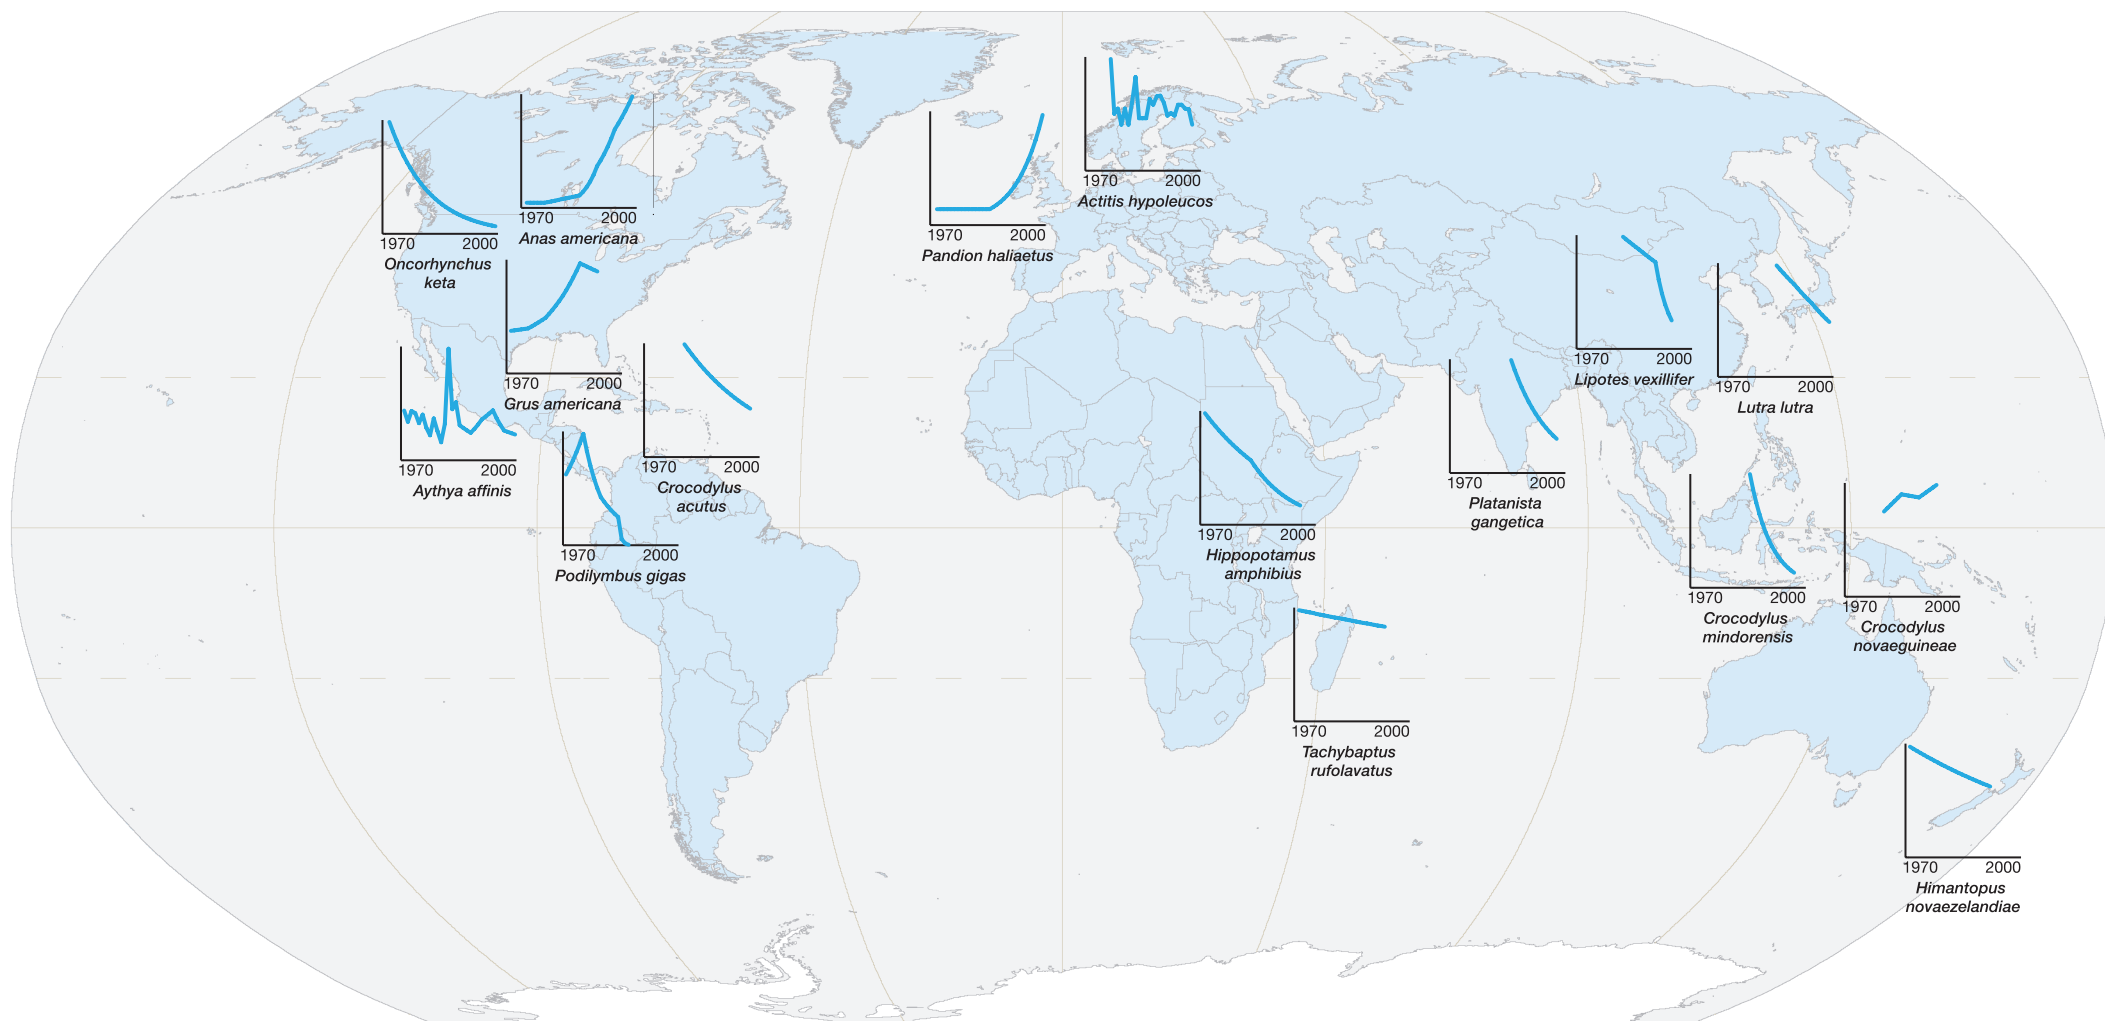 1970 2000
Oncorhynchus
keta
1970 2000
Anas americana
1970 2000
Grus americana
1970 2000
Aythya affinis
1970 2000
Podilymbus gigas
1970 2000
Crocodylus
acutus
1970 2000
Pandion haliaetus
1970 2000
Actitis hypoleucos
1970 2000
Hippopotamus
amphibius
1970 2000
Tachybaptus
rufolavatus
1970 2000
Platanista
gangetica
1970 2000
Lipotes vexillifer
1970 2000
Lutra lutra
1970 2000
Crocodylus
mindorensis
1970 2000
Crocodylus
novaeguineae
1970 2000
Himantopus
novaezelandiae